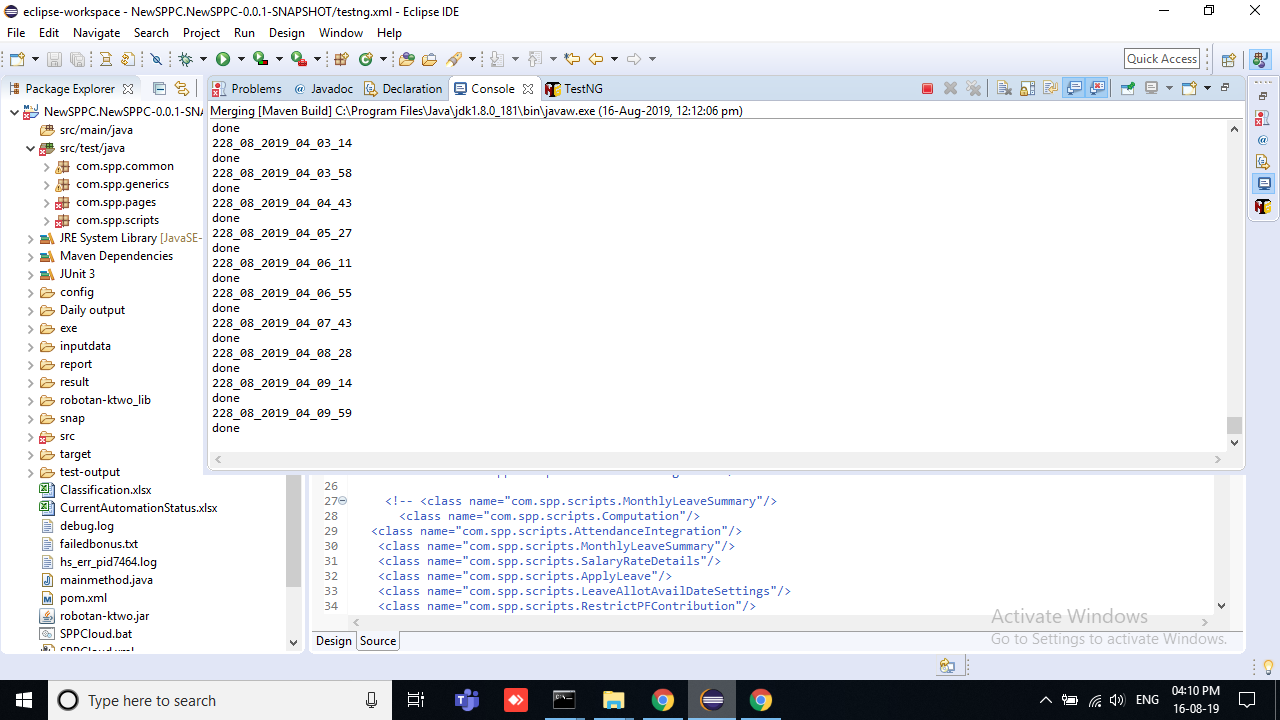 eclipse-workspace - NewSPPC.NewSPPC-0.0.1-SNAPSHOT/testng.xml - Eclipse IDE
File Edit Navigate Search Project Run Design Window Help
Quick Access
Package Explorer
Problems @ Javadoc Declaration Console TestNG
Merging [Maven Build] C:\Program Files\Java\jdk1.8.0_181\bin\javaw.exe (16-Aug-2019, 12:12:06 pm)
NewSPPC.NewSPPC-0.0.1-SNA
src/main/java
src/test/java
com.spp.common
com.spp.generics
com.spp.pages
com.spp.scripts
JRE System Library [JavaSE-
Maven Dependencies
JUnit 3
config
Daily output
exe
inputdata
report
result
robotan-ktwo_lib
snap
src
target
test-output
Classification.xlsx
CurrentAutomationStatus.xlsx
debug.log
failedbonus.txt
hs_err_pid7464.log
mainmethod.java
pom.xml
robotan-ktwo.jar
SPPCloud.bat
SPPCloud.xml
done
228_08_2019_04_03_14
done
228_08_2019_04_03_58
done
228_08_2019_04_04_43
done
228_08_2019_04_05_27
done
228_08_2019_04_06_11
done
228_08_2019_04_06_55
done
228_08_2019_04_07_43
done
228_08_2019_04_08_28
done
228_08_2019_04_09_14
done
228_08_2019_04_09_59
done
26
27 <!-- <class name="com.spp.scripts.MonthlyLeaveSummary"/>
28 <class name="com.spp.scripts.Computation"/>
29 <class name="com.spp.scripts.AttendanceIntegration"/>
30 <class name="com.spp.scripts.MonthlyLeaveSummary"/>
31 <class name="com.spp.scripts.SalaryRateDetails"/>
32 <class name="com.spp.scripts.ApplyLeave"/>
33 <class name="com.spp.scripts.LeaveAllotAvailDateSettings"/>
34 <class name="com.spp.scripts.RestrictPFContribution"/>
Design Source
Activate Windows
Go to Settings to activate Windows.
Type here to search
ENG
04:10 PM
16-08-19